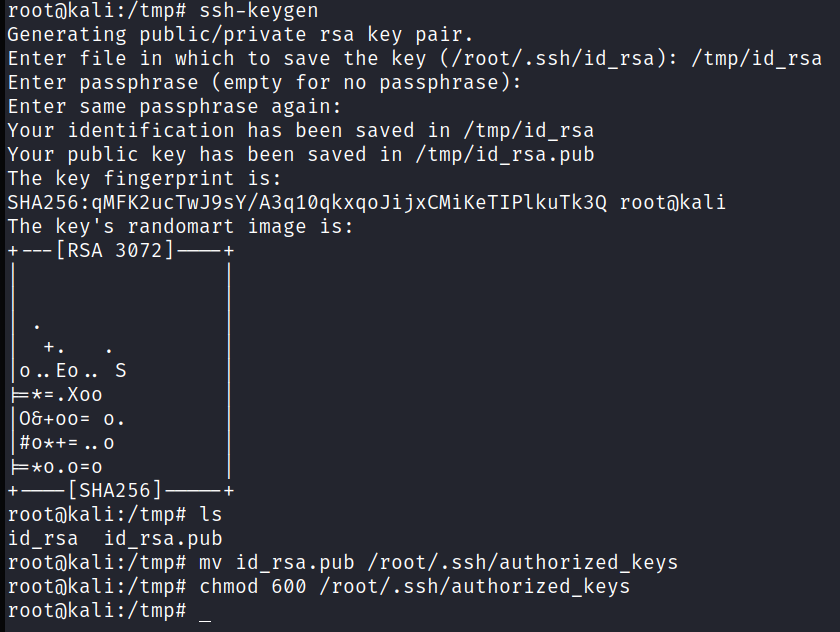 root@kali:/tmp# ssh-keygen
Generating public/private rsa key pair.
Enter file in which to save the key (/root/.ssh/id_rsa): /tmp/id_rsa
Enter passphrase (empty for no passphrase):
Enter same passphrase again:
Your identification has been saved in /tmp/id_rsa
Your public key has been saved in /tmp/id_rsa.pub
The key fingerprint is:
SHA256:qMFK2ucTwJ9sY/A3q10qkxqoJijxCMiKeTIPlkuTk3Q root@kali
The key's randomart image is:
+---[RSA 3072]----+
|                 |
|                 |
| .               |
|  +.   .         |
|o..Eo.. S        |
|=*=.Xoo          |
|O&+oo= o.        |
|#o*+=..o         |
|=*o.o=o          |
+----[SHA256]-----+
root@kali:/tmp# ls
id_rsa  id_rsa.pub
root@kali:/tmp# mv id_rsa.pub /root/.ssh/authorized_keys
root@kali:/tmp# chmod 600 /root/.ssh/authorized_keys
root@kali:/tmp# _